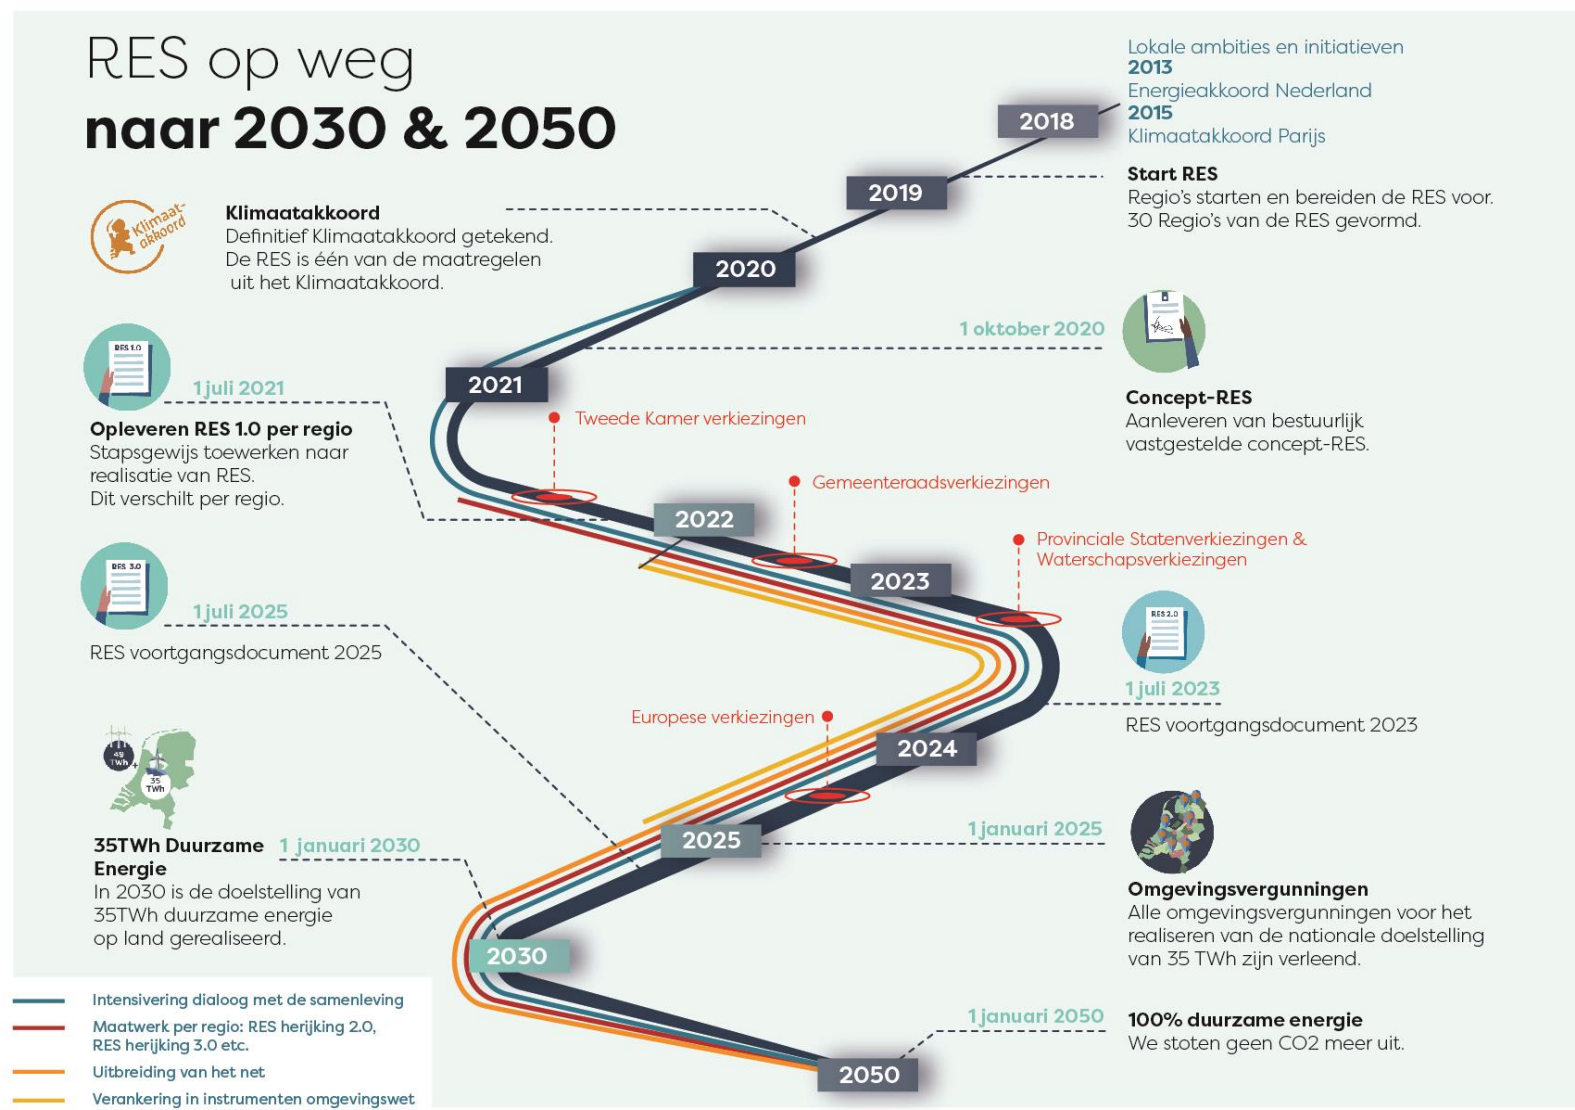 RES op weg
naar 2030 & 2050
Lokale ambities en initiatieven
2013
Energieakkoord Nederland
2015
Klimaatakkoord Parijs
2018
Start RES
Regio's starten en bereiden de RES voor.
30 Regio's van de RES gevormd.
2019
Klimaat-
akkoord
Klimaatakkoord
Definitief Klimaatakkoord getekend.
De RES is één van de maatregelen
uit het Klimaatakkoord.
2020
1 oktober 2020
Concept-RES
Aanleveren van bestuurlijk
vastgestelde concept-RES.
2021
RES 1.0
1 juli 2021
Opleveren RES 1.0 per regio
Stapsgewijs toewerken naar
realisatie van RES.
Dit verschilt per regio.
Tweede Kamer verkiezingen
2022
Gemeenteraadsverkiezingen
2023
Provinciale Statenverkiezingen &
Waterschapsverkiezingen
RES 2.0
1 juli 2023
RES voortgangsdocument 2023
RES 3.0
1 juli 2025
RES voortgangsdocument 2025
Europese verkiezingen
2024
2025
1 januari 2025
Omgevingsvergunningen
Alle omgevingsvergunningen voor het
realiseren van de nationale doelstelling
van 35 TWh zijn verleend.
49
TWh
+
35
TWh
35TWh Duurzame
Energie
1 januari 2030
In 2030 is de doelstelling van
35TWh duurzame energie
op land gerealiseerd.
2030
1 januari 2050
100% duurzame energie
We stoten geen CO2 meer uit.
2050
Intensivering dialoog met de samenleving
Maatwerk per regio: RES herijking 2.0,
RES herijking 3.0 etc.
Uitbreiding van het net
Verankering in instrumenten omgevingswet